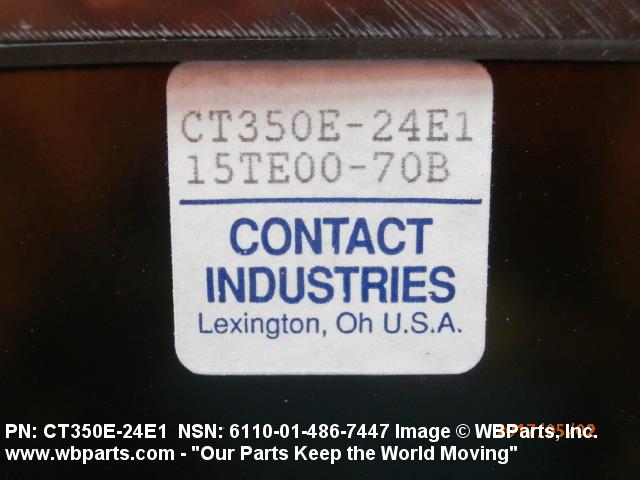 CT350E-24E1
15TE00-70B
CONTACT
INDUSTRIES
Lexington, Oh U.S.A.
PN: CT350E-24E1 NSN: 6110-01-486-7447 Image © WBParts, Inc.
www.wbparts.com - "Our Parts Keep the World Moving"